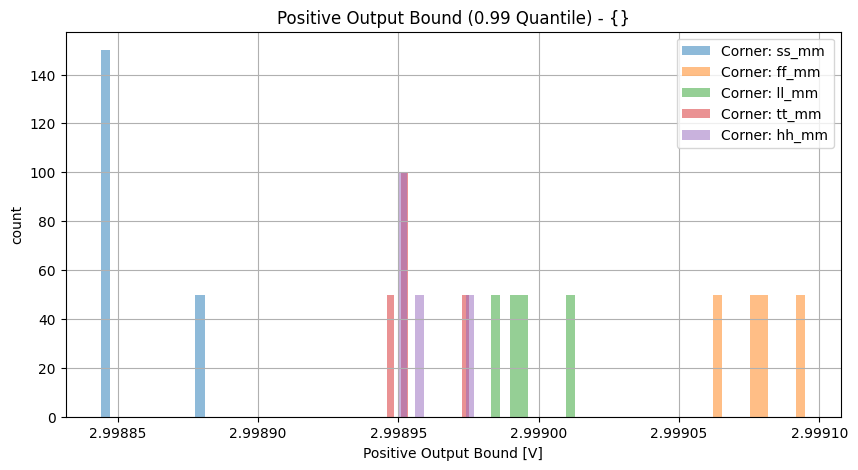 Positive Output Bound (0.99 Quantile) - {}
Corner: ss_mm
Corner: ff_mm
Corner: ll_mm
Corner: tt_mm
Corner: hh_mm
count
140
120
100
80
60
40
20
0
2.99885
2.99890
2.99895
2.99900
2.99905
2.99910
Positive Output Bound [V]